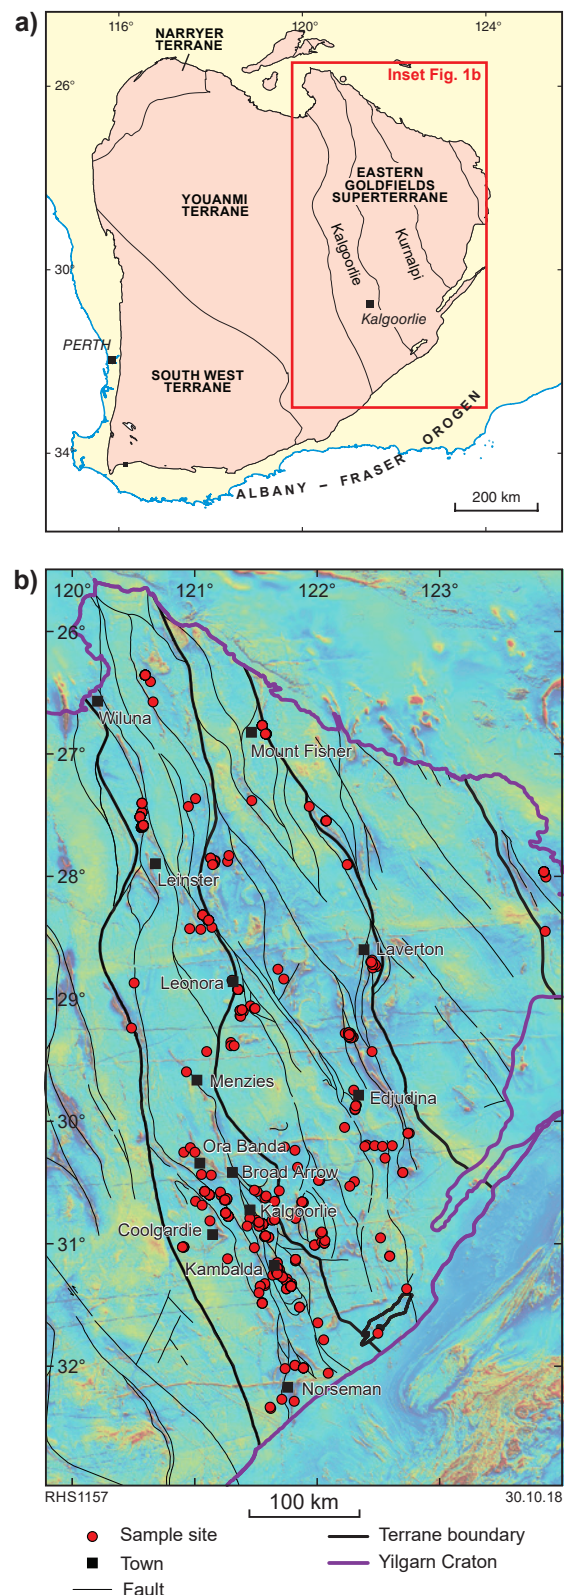 a)
NARRYER
TERRANE
116°
120°
124°
26°
Inset Fig. 1b
EASTERN
GOLDFIELDS
SUPERTERRANE
YOUANMI
TERRANE
Kalgoorlie
Kurnalpi
30°
Kalgoorlie
PERTH
SOUTH WEST
TERRANE
34°
ALBANY – FRASER OROGEN
200 km
b)
120°
121°
122°
123°
26°
Wiluna
Mount Fisher
27°
28°
Leinster
Laverton
Leonora
29°
Menzies
Edjudina
30°
Ora Banda
Broad Arrow
Kalgoorlie
Coolgardie
31°
Kambalda
32°
Norseman
RHS1157
30.10.18
100 km
Sample site
Terrane boundary
Town
Yilgarn Craton
Fault